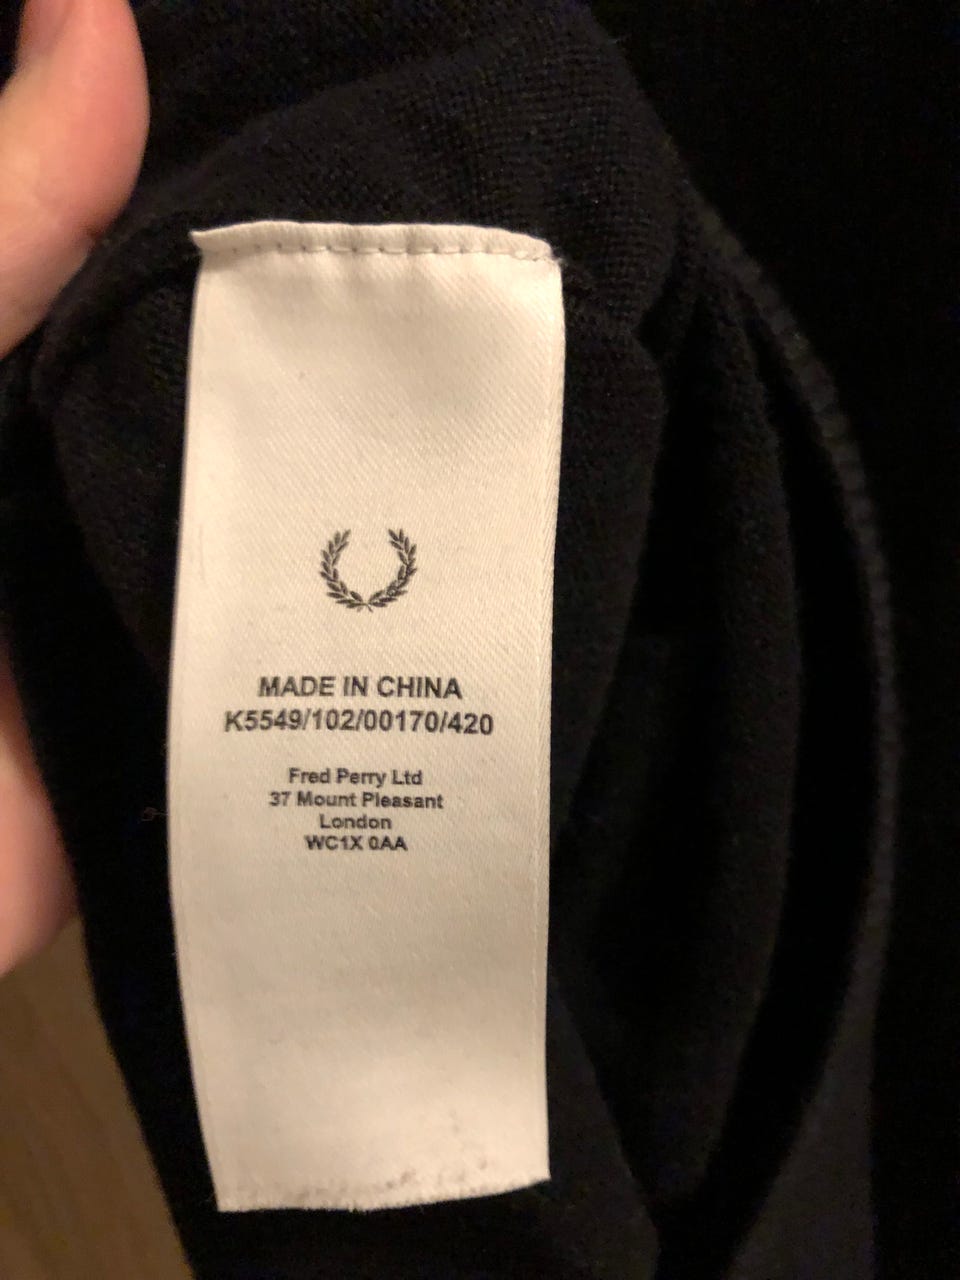 MADE IN CHINA
K5549/102/00170/420
Fred Perry Ltd
37 Mount Pleasant
London
WC1X 0AA